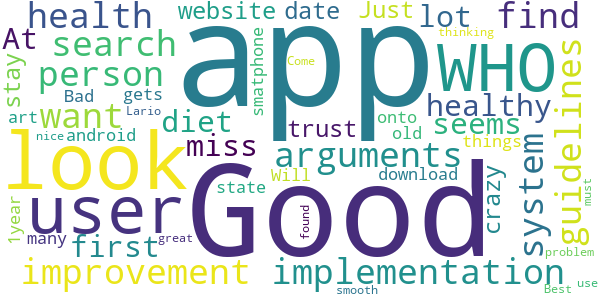 health website date Just lot find
At search app WHO
stay person smatphone Come thinking guidelines
Bad gets
art android Lario want diet trust onto old healthy seems things
look miss arguments system
user Good state Will download crazy
1year many first great found nice
improvement implementation problem must
smooth Best use